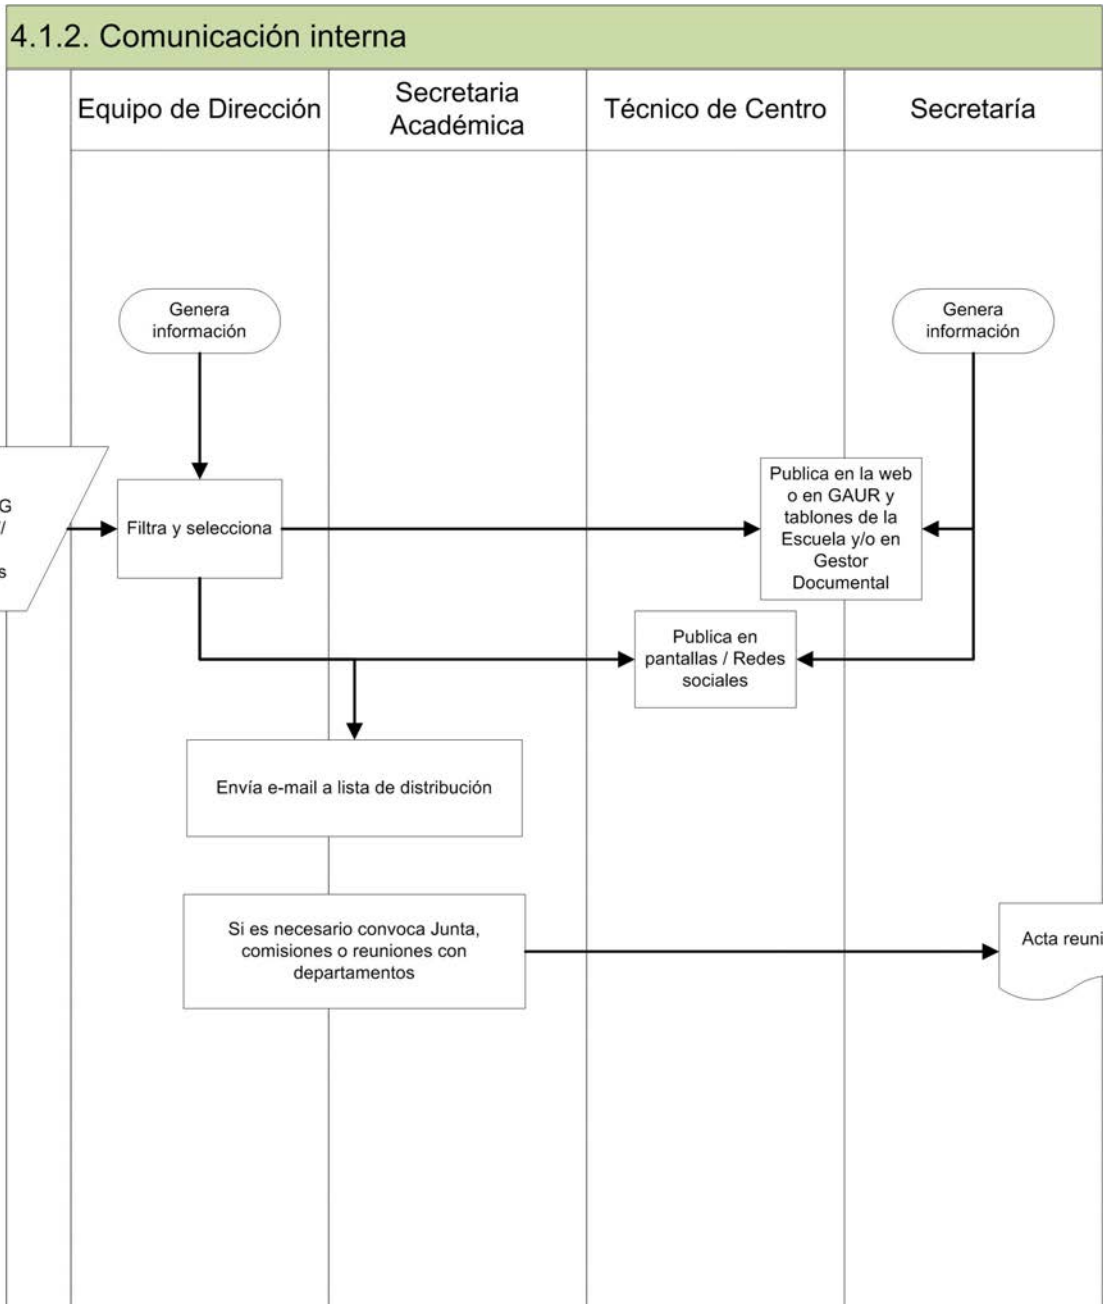 4.1.2. Comunicación interna
Equipo de Dirección
Secretaria
Académica
Técnico de Centro
Secretaría
Genera
información
Genera
información
G
/
s
Filtra y selecciona
Publica en la web
o en GAUR y
tablones de la
Escuela y/o en
Gestor
Documental
Publica en
pantallas / Redes
sociales
Envía e-mail a lista de distribución
Si es necesario convoca Junta,
comisiones o reuniones con
departamentos
Acta reuni